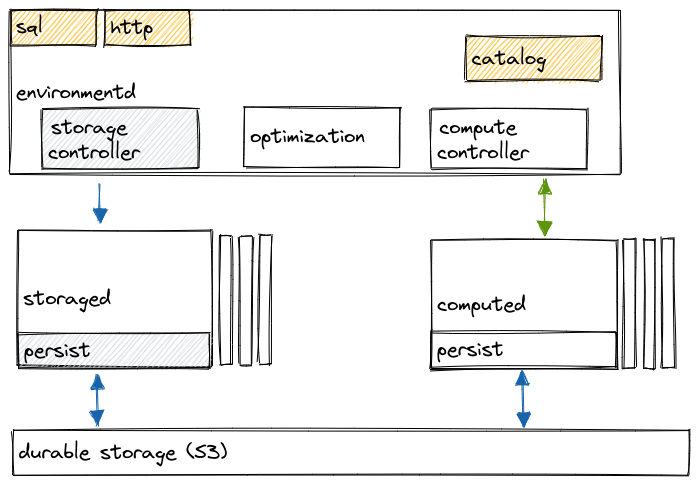 sql
http
catalog
environmentd
storage
controller
optimization
compute
controller
storaged
computed
persist
persist
durable storage (S3)